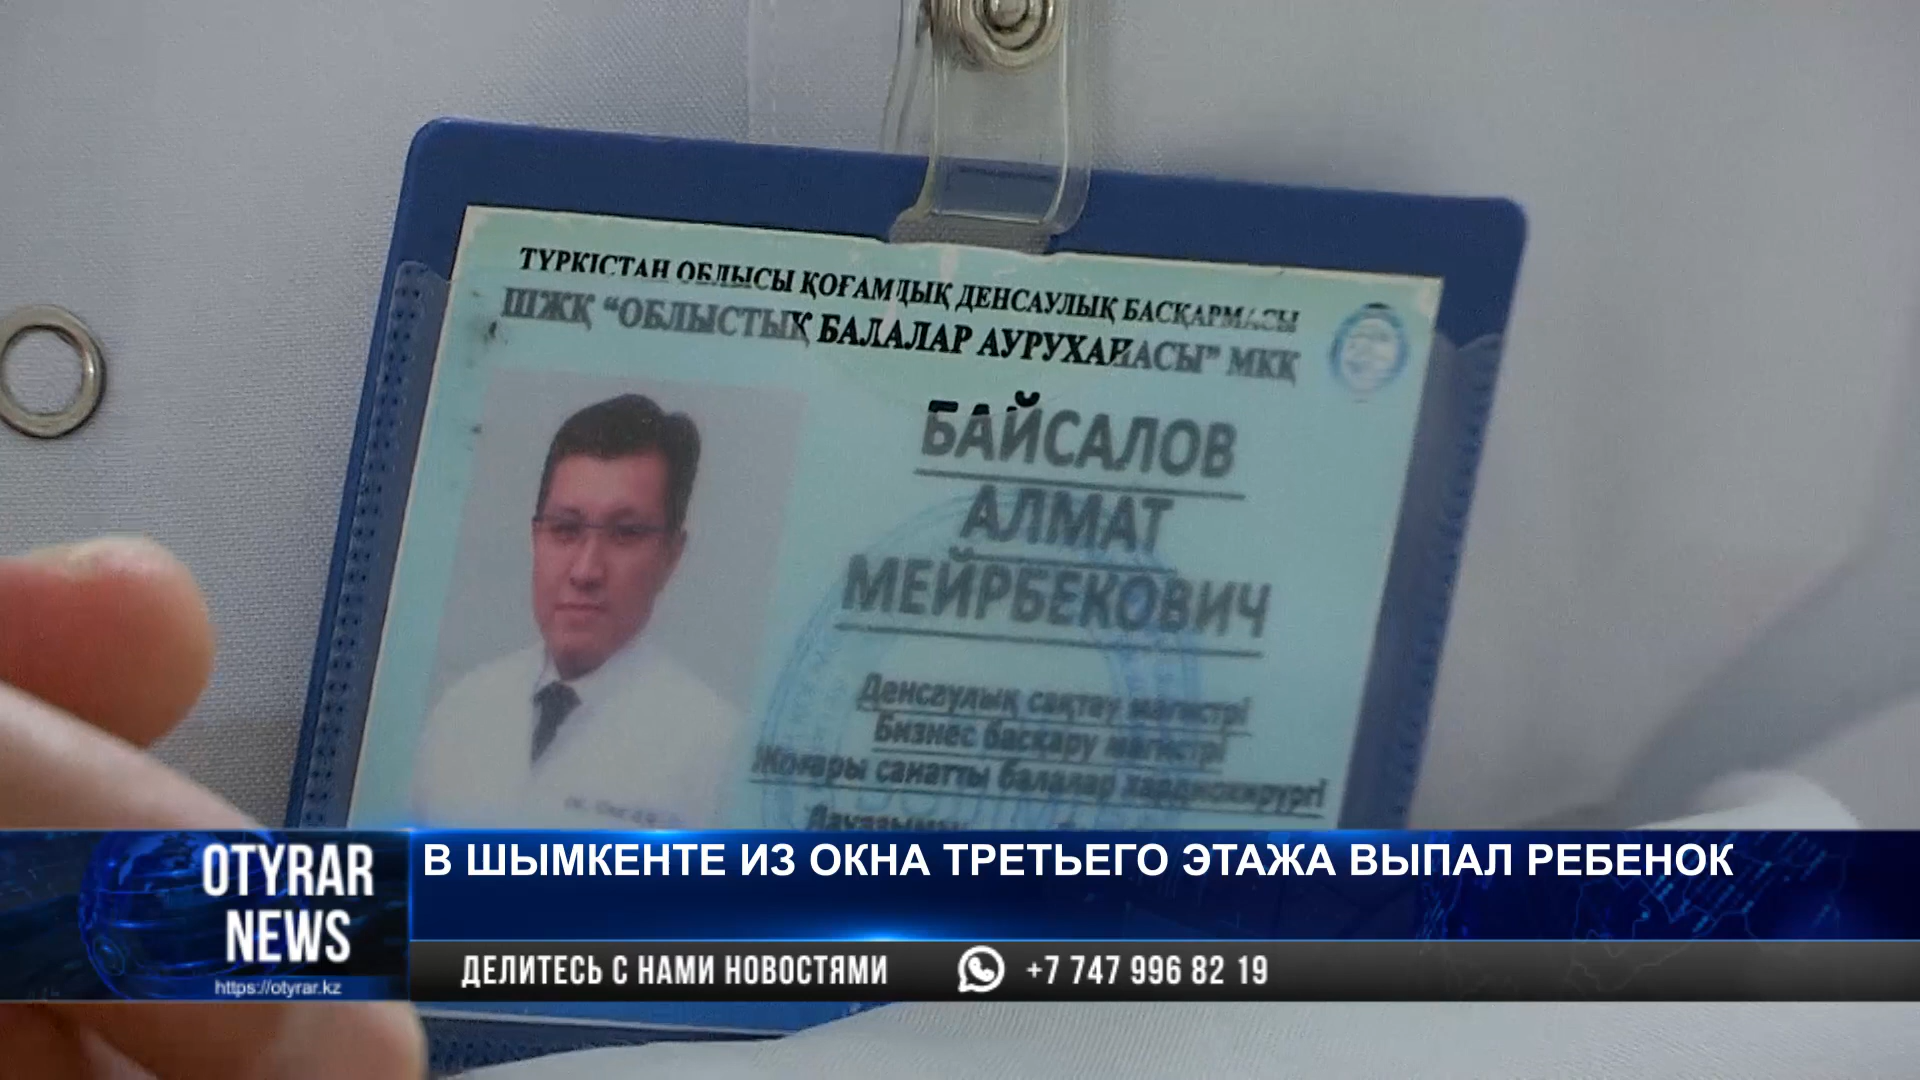 ТҮРКІСТАН ОБЛЫСЫ ҚОҒАМДЫҚ ДЕНСАУЛЫҚ БАСҚАРМАСЫ
ШЖҚ “ОБЛЫСТЫҚ БАЛАЛАР АУРУХАНАСЫ” МКҚ
БАЙСАЛОВ
АЛМАТ
МЕЙРБЕКОВИЧ
Денсаулық сақтау магистрі
Бизнес басқару магистрі
Жоғары санатты балалар кардиохирургі
OTYRAR
NEWS
https://otyrar.kz
В ШЫМКЕНТЕ ИЗ ОКНА ТРЕТЬЕГО ЭТАЖА ВЫПАЛ РЕБЕНОК
ДЕЛИТЕСЬ С НАМИ НОВОСТЯМИ +7 747 996 82 19